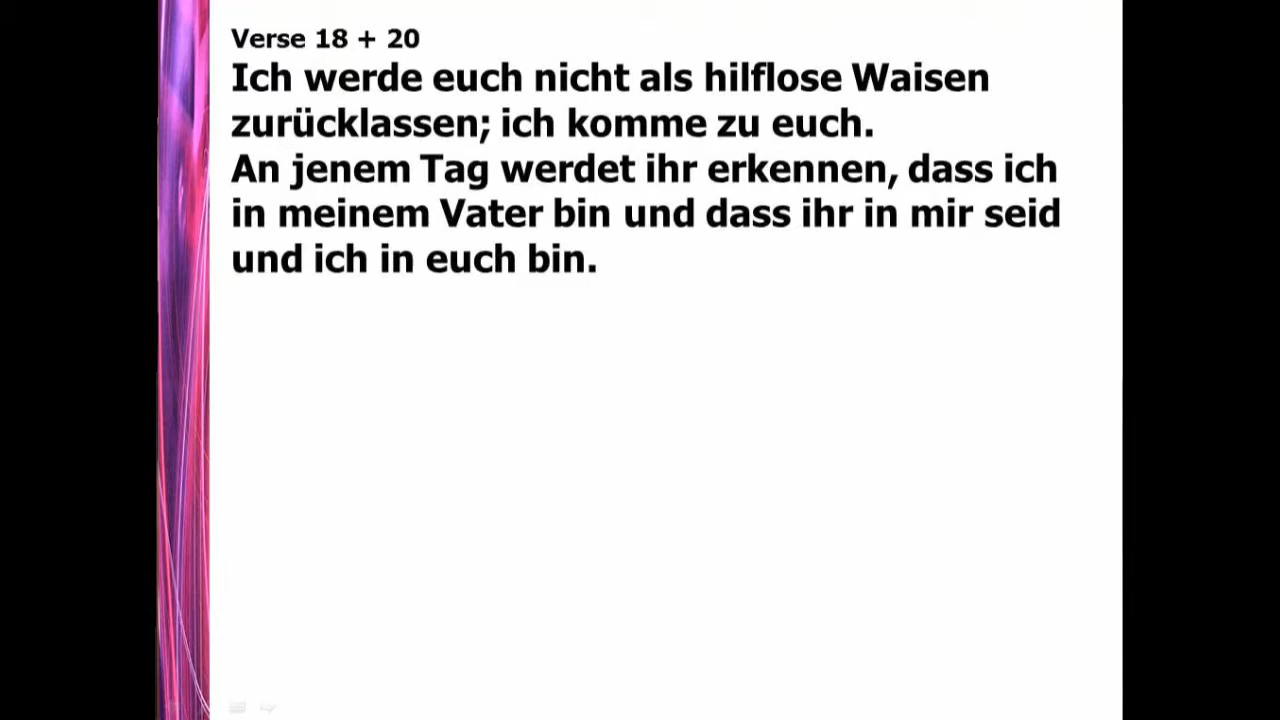 Verse 18 + 20
Ich werde euch nicht als hilflose Waisen
zurücklassen; ich komme zu euch.
An jenem Tag werdet ihr erkennen, dass ich
in meinem Vater bin und dass ihr in mir seid
und ich in euch bin.